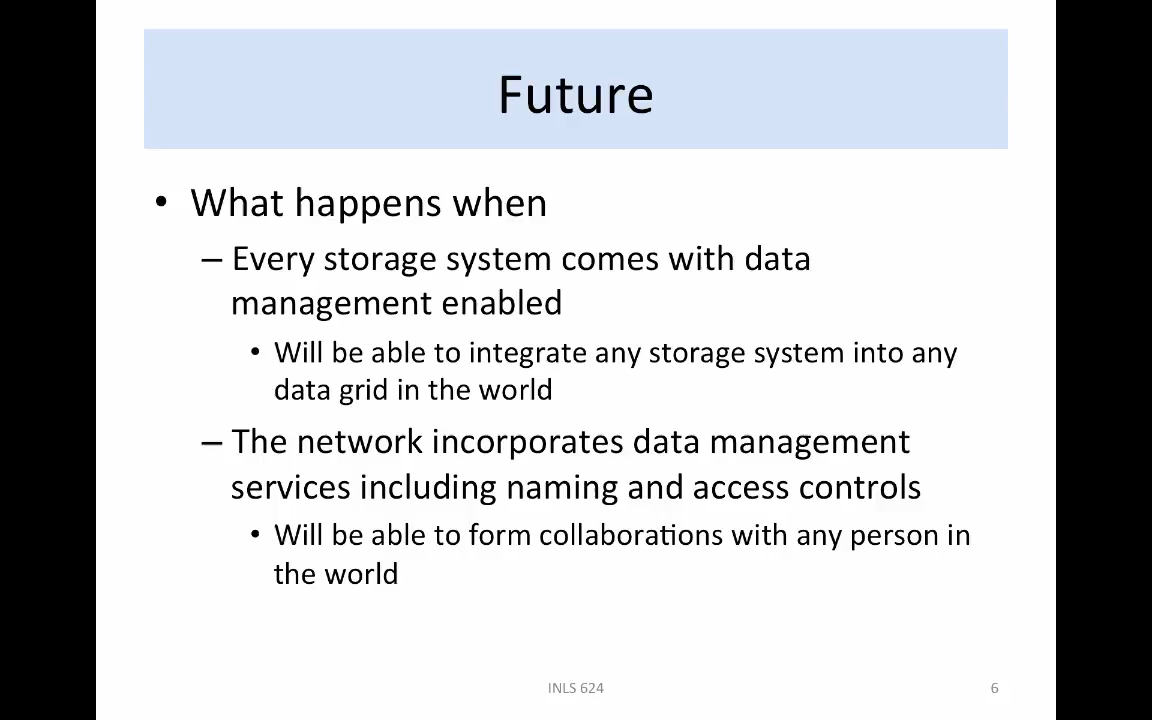 Future
• What happens when
– Every storage system comes with data
management enabled
• Will be able to integrate any storage system into any
data grid in the world
– The network incorporates data management
services including naming and access controls
• Will be able to form collaborations with any person in
the world
INLS 624
6